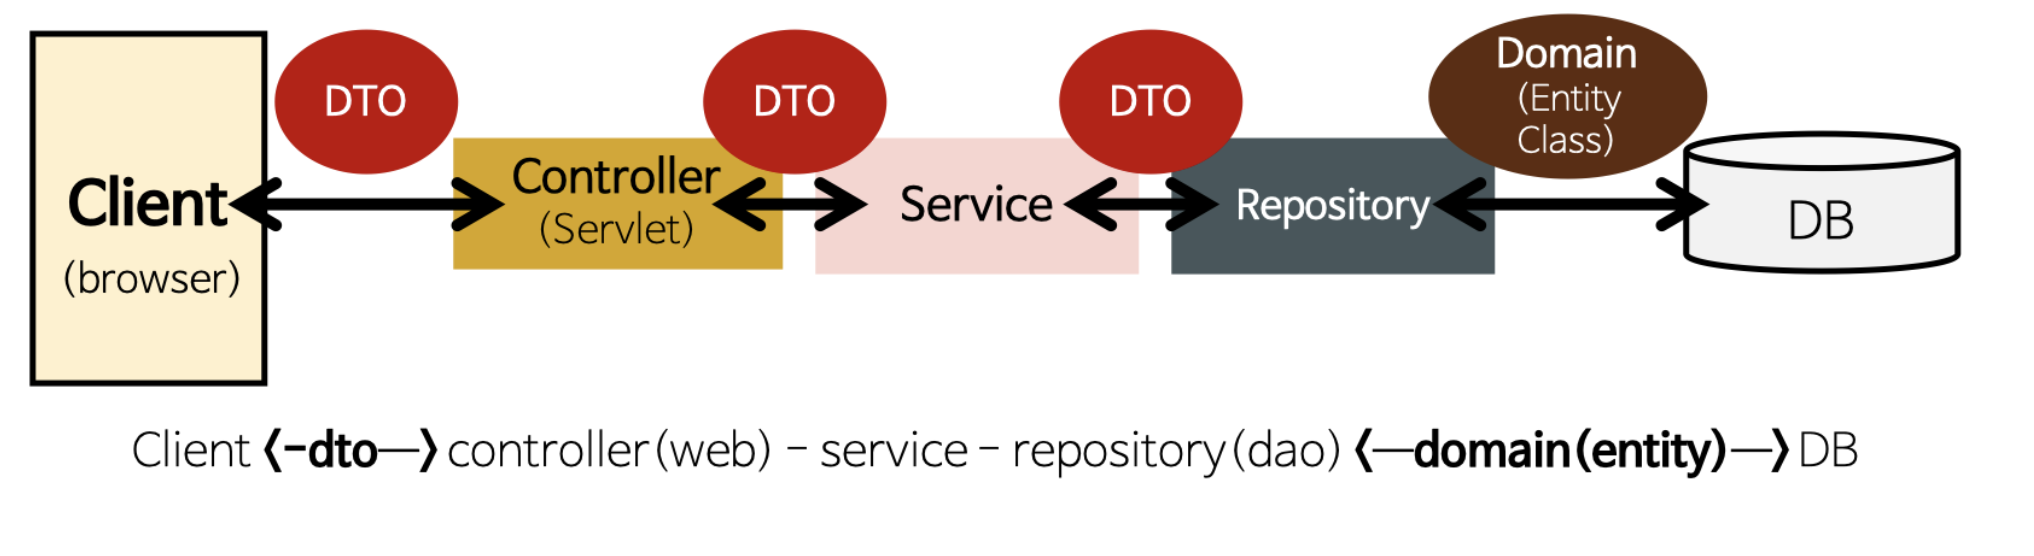 DTO
DTO
DTO
Domain
(Entity
Class)
Client
(browser)
Controller
(Servlet)
Service
Repository
DB
Client <-dto—> controller(web) - service - repository(dao) <—domain(entity)—> DB